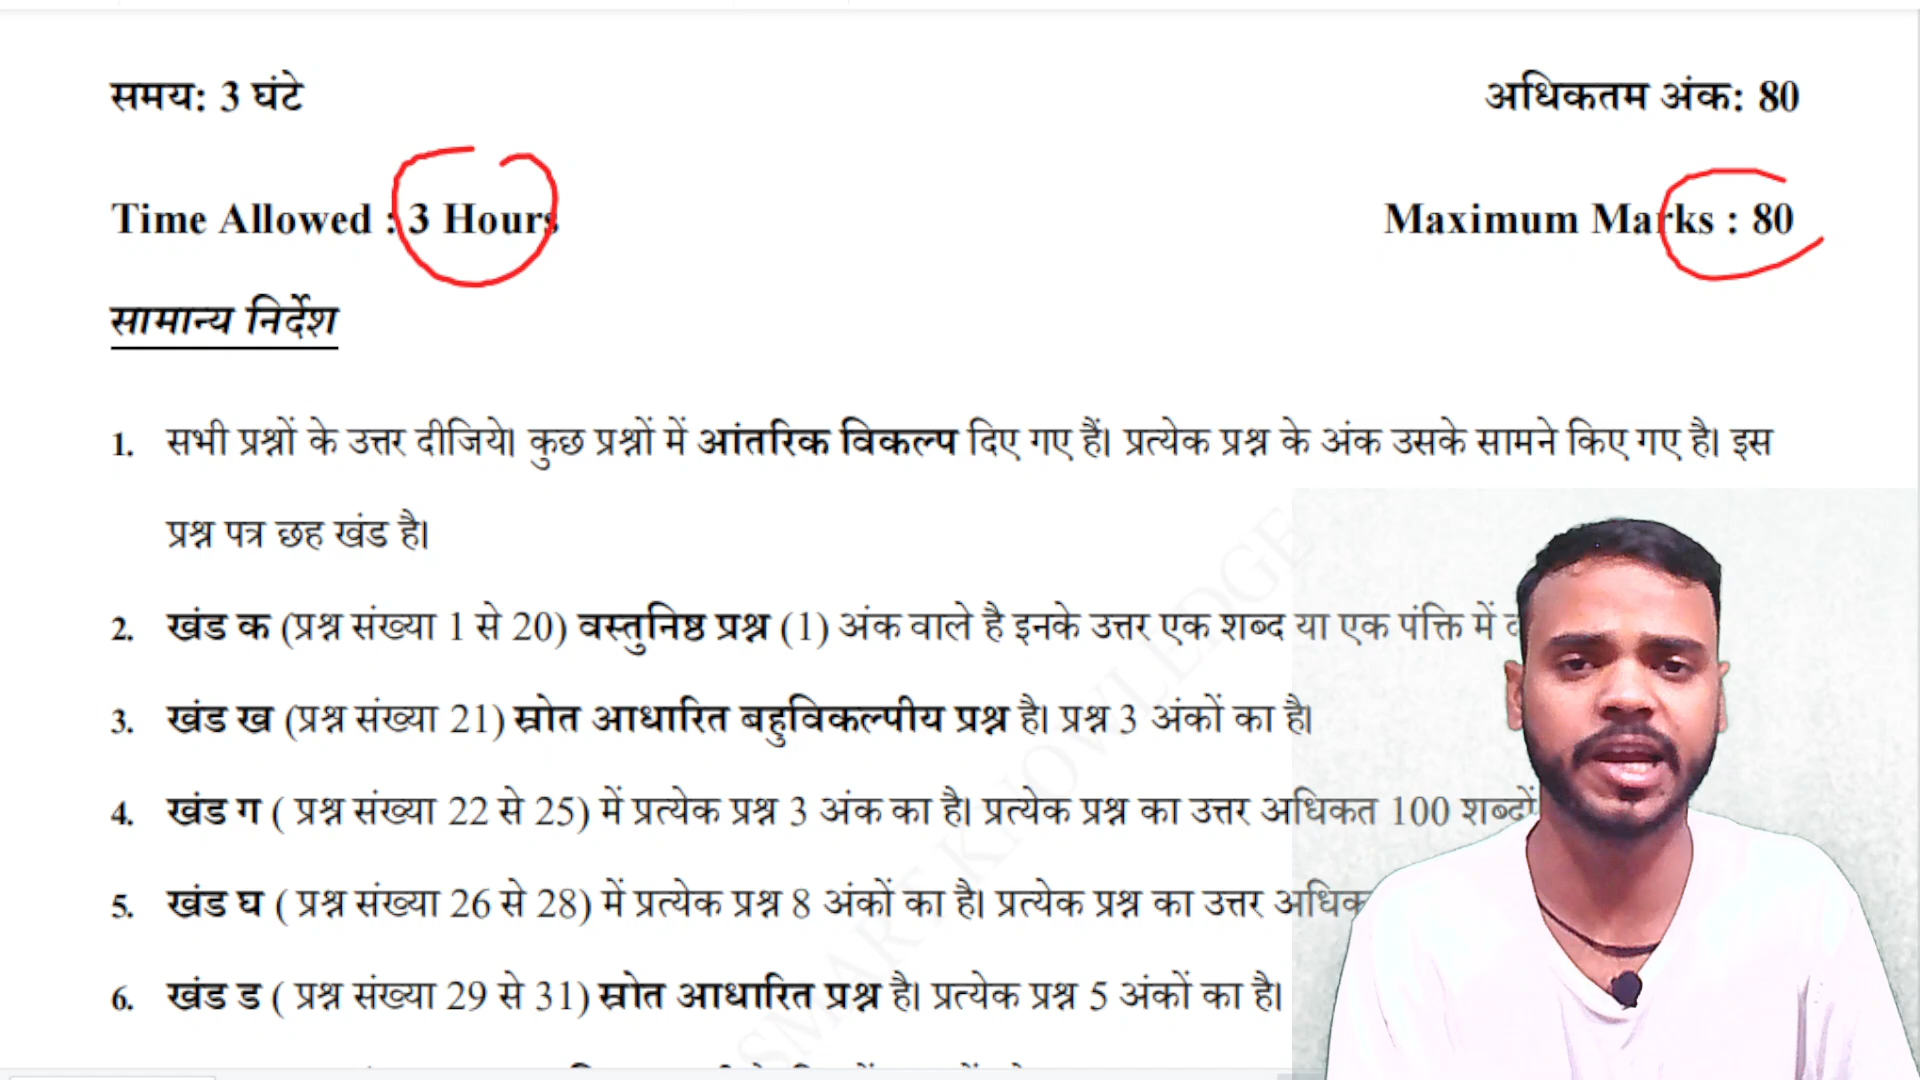 समय: 3 घंटे अधिकतम अंक: 80
Time Allowed : 3 Hours Maximum Marks : 80
सामान्य निर्देश
1. सभी प्रश्नों के उत्तर दीजिये। कुछ प्रश्नों में आंतरिक विकल्प दिए गए हैं। प्रत्येक प्रश्न के अंक उसके सामने किए गए है। इस
प्रश्न पत्र छह खंड है।
2. खंड क (प्रश्न संख्या 1 से 20) वस्तुनिष्ठ प्रश्न (1) अंक वाले है इनके उत्तर एक शब्द या एक पंक्ति में
3. खंड ख (प्रश्न संख्या 21) स्रोत आधारित बहुविकल्पीय प्रश्न है। प्रश्न 3 अंकों का है।
4. खंड ग ( प्रश्न संख्या 22 से 25) में प्रत्येक प्रश्न 3 अंक का है। प्रत्येक प्रश्न का उत्तर अधिकत 100 शब्दों
5. खंड घ ( प्रश्न संख्या 26 से 28) में प्रत्येक प्रश्न 8 अंकों का है। प्रत्येक प्रश्न का उत्तर
6. खंड ड ( प्रश्न संख्या 29 से 31) स्रोत आधारित प्रश्न है। प्रत्येक प्रश्न 5 अंकों का है।
SMART KNOWLEDGE